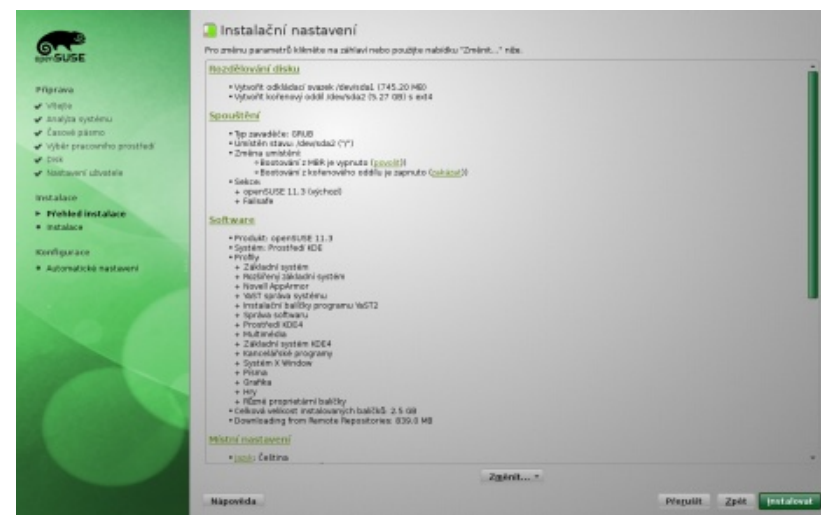 openSUSE
Příprava
Vítejte
Analýza systému
Časové pásmo
Výběr pracovního prostředí
Disk
Nastavení uživatele
Instalace
Přehled instalace
Instalace
Konfigurace
Automatické nastavení
Instalační nastavení
Pro změnu parametrů klikněte na záhlaví nebo použijte nabídku "Změnit..." níže.
Rozdělování disku
• Vytvořit odkládací svazek /dev/sda1 (745.20 MB)
• Vytvořit kořenový oddíl /dev/sda2 (5.27 GB) s ext4
Spouštění
• Typ zavaděče: GRUB
• Umístěn stavu: /dev/sda2 ("/")
• Změna umístění:
Bootování z MBR je vypnuto (povolit))
Bootování z kořenového oddílu je zapnuto (zakázat))
• Sekce:
+ openSUSE 11.3 (výchozí)
+ Failsafe
Software
• Produkt: openSUSE 11.3
• Systém: Prostředí KDE
• Profily
+ Základní systém
+ Rozšířený základní systém
+ Novell AppArmor
+ YaST správa systému
+ Instalační balíčky programu YaST2
+ Správa softwaru
+ Prostředí KDE4
+ Multimédia
+ Základní systém KDE4
+ Kancelářské programy
+ Systém X Window
+ Písma
+ Grafika
+ Hry
+ Různé proprietární balíčky
• Celková velikost instalovaných balíčků: 2.5 GB
• Downloading from Remote Repositories: 839.0 MB
Místní nastavení
• Jazyk: Čeština
Změnit...
Nápověda
Přerušit
Zpět
Instalovat